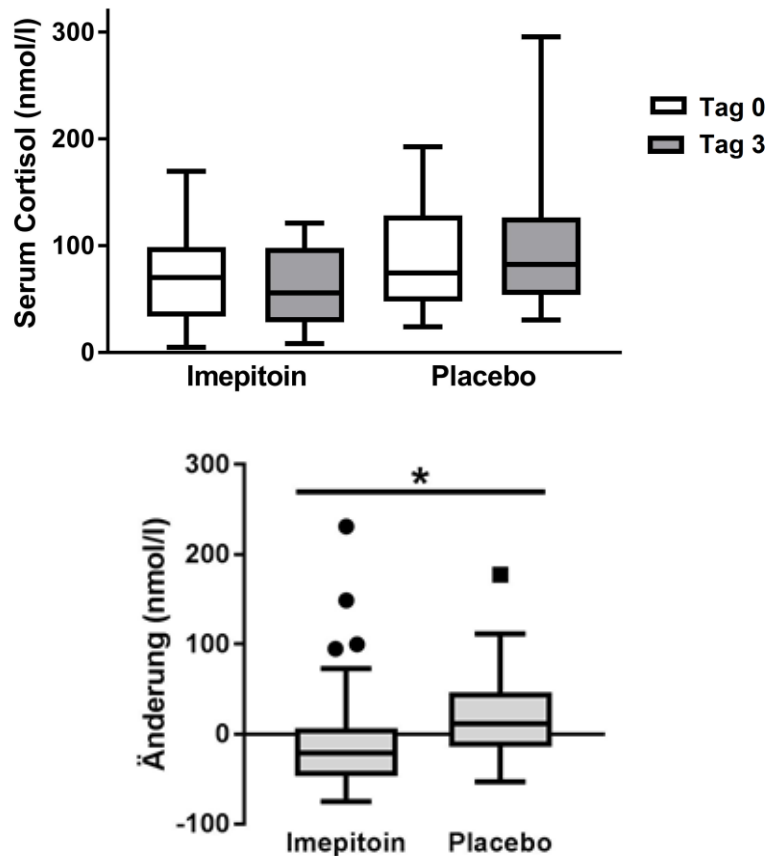 Serum Cortisol (nmol/l)
300
200
100
0
Imepitoin Placebo
Tag 0
Tag 3
Änderung (nmol/l)
300
200
100
0
-100
*
Imepitoin Placebo